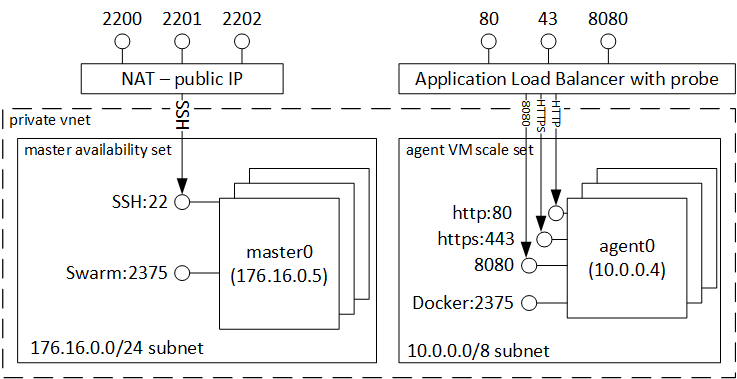 2200 2201 2202
80 43 8080
NAT – public IP
Application Load Balancer with probe
SSH
8080
HTTPS
HTTP
private vnet
master availability set
agent VM scale set
SSH:22
Swarm:2375
master0
(176.16.0.5)
176.16.0.0/24 subnet
http:80
https:443
8080
Docker:2375
agent0
(10.0.0.4)
10.0.0.0/8 subnet